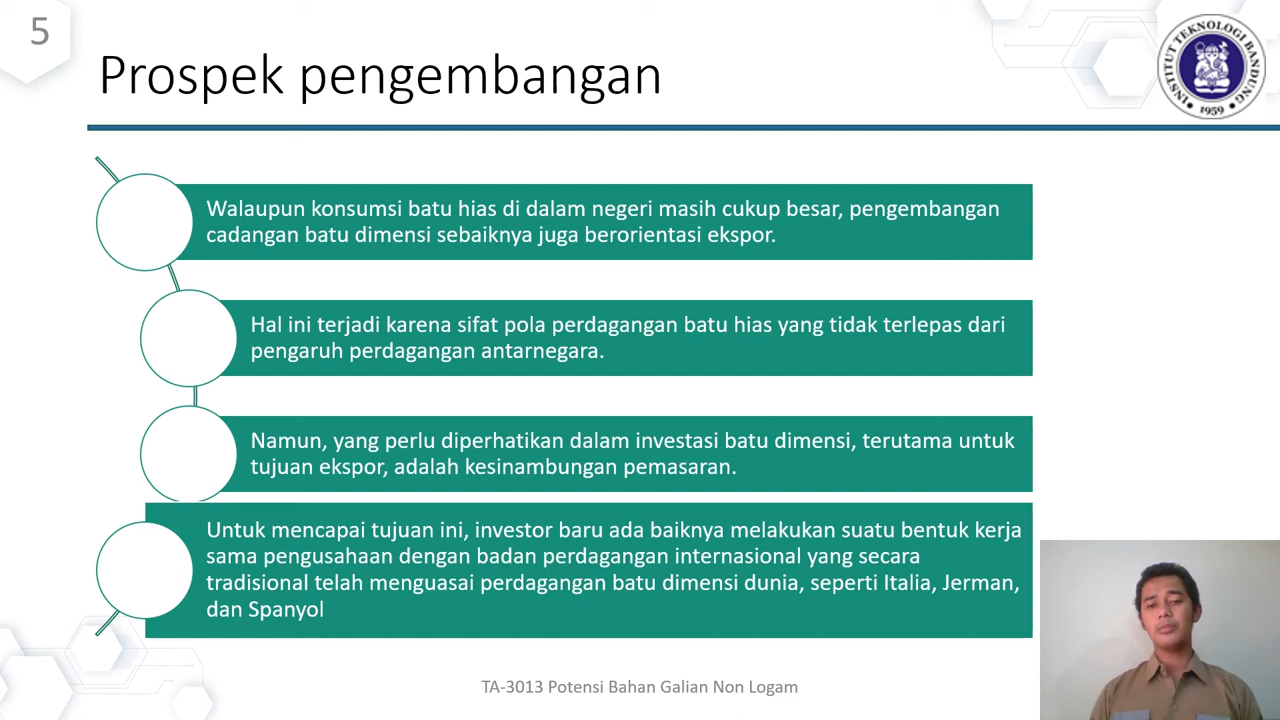 5
Prospek pengembangan
INSTITUT TEKNOLOGI BANDUNG
1959
Walaupun konsumsi batu hias di dalam negeri masih cukup besar, pengembangan
cadangan batu dimensi sebaiknya juga berorientasi ekspor.
Hal ini terjadi karena sifat pola perdagangan batu hias yang tidak terlepas dari
pengaruh perdagangan antarnegara.
Namun, yang perlu diperhatikan dalam investasi batu dimensi, terutama untuk
tujuan ekspor, adalah kesinambungan pemasaran.
Untuk mencapai tujuan ini, investor baru ada baiknya melakukan suatu bentuk kerja
sama pengusahaan dengan badan perdagangan internasional yang secara
tradisional telah menguasai perdagangan batu dimensi dunia, seperti Italia, Jerman,
dan Spanyol
TA-3013 Potensi Bahan Galian Non Logam